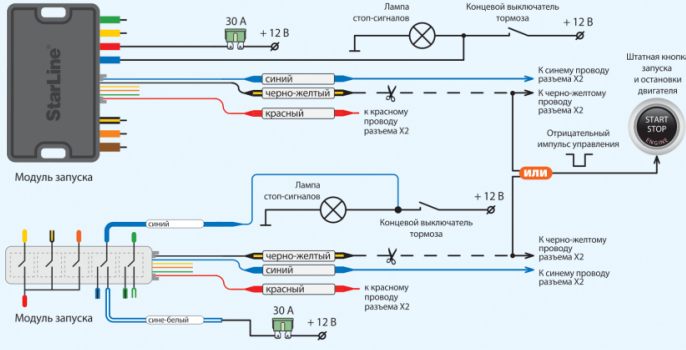 30 А
+ 12 В
Лампа
стоп-сигналов
Концевой выключатель
тормоза
+ 12 В
StarLine
синий
черно-желтый
красный
к красному
проводу
разъема X2
К синему проводу
разъема X2
К черно-желтому
проводу
разъема X2
Штатная кнопка
запуска
и остановки
двигателя
START
STOP
ENGINE
Отрицательный
импульс управления
или
Модуль запуска
Лампа
стоп-сигналов
+ 12 В
Концевой выключатель
тормоза
синий
черно-желтый
синий
красный
к красному
проводу
разъема X2
К черно-желтому
проводу
разъема X2
К синему проводу
разъема X2
Модуль запуска
сине-белый
30 А
+ 12 В